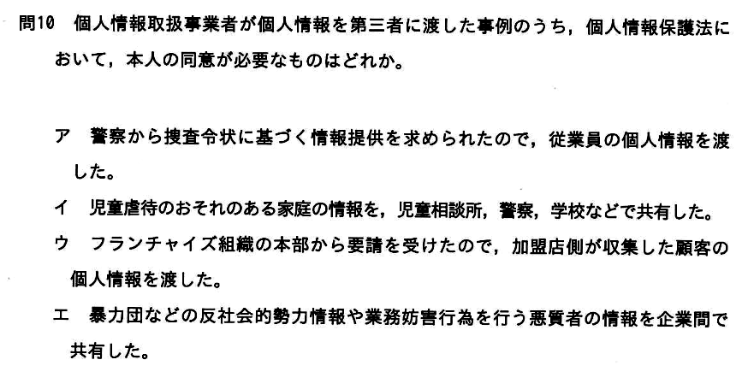 問10 個人情報取扱事業者が個人情報を第三者に渡した事例のうち，個人情報保護法に
おいて，本人の同意が必要なものはどれか。
ア 警察から捜査令状に基づく情報提供を求められたので，従業員の個人情報を渡
した。
イ 児童虐待のおそれのある家庭の情報を，児童相談所，警察，学校などで共有した。
ウ フランチャイズ組織の本部から要請を受けたので，加盟店側が収集した顧客の
個人情報を渡した。
エ 暴力団などの反社会的勢力情報や業務妨害行為を行う悪質者の情報を企業間で
共有した。